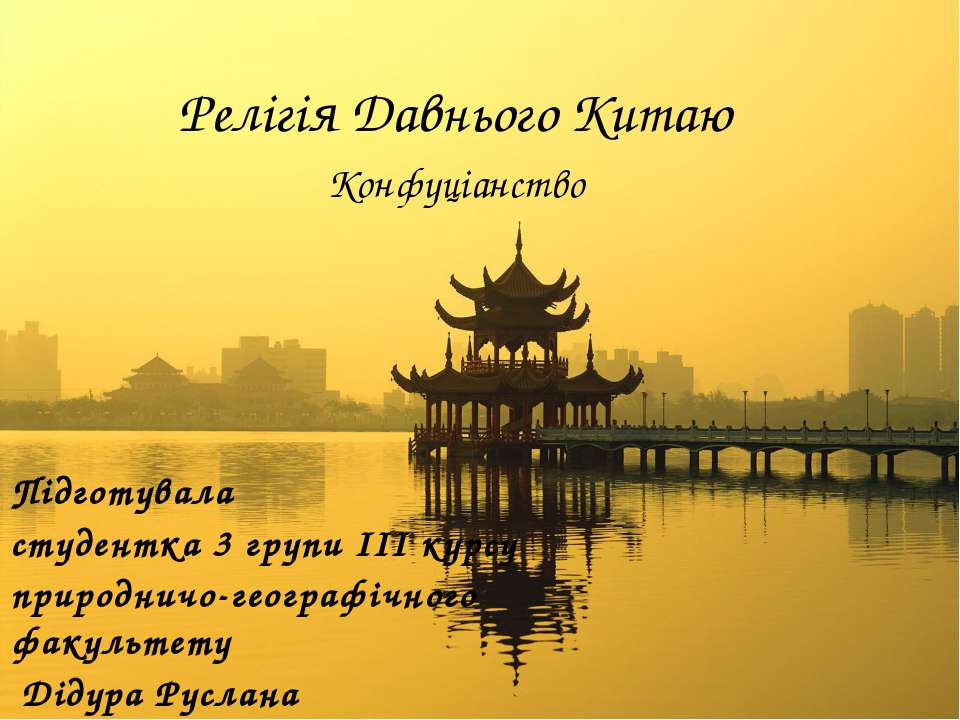 Релігія Давнього Китаю
Конфуціанство
Підготувала
студентка 3 групи ІІІ курсу
природничо-географічного
факультету
Дідура Руслана